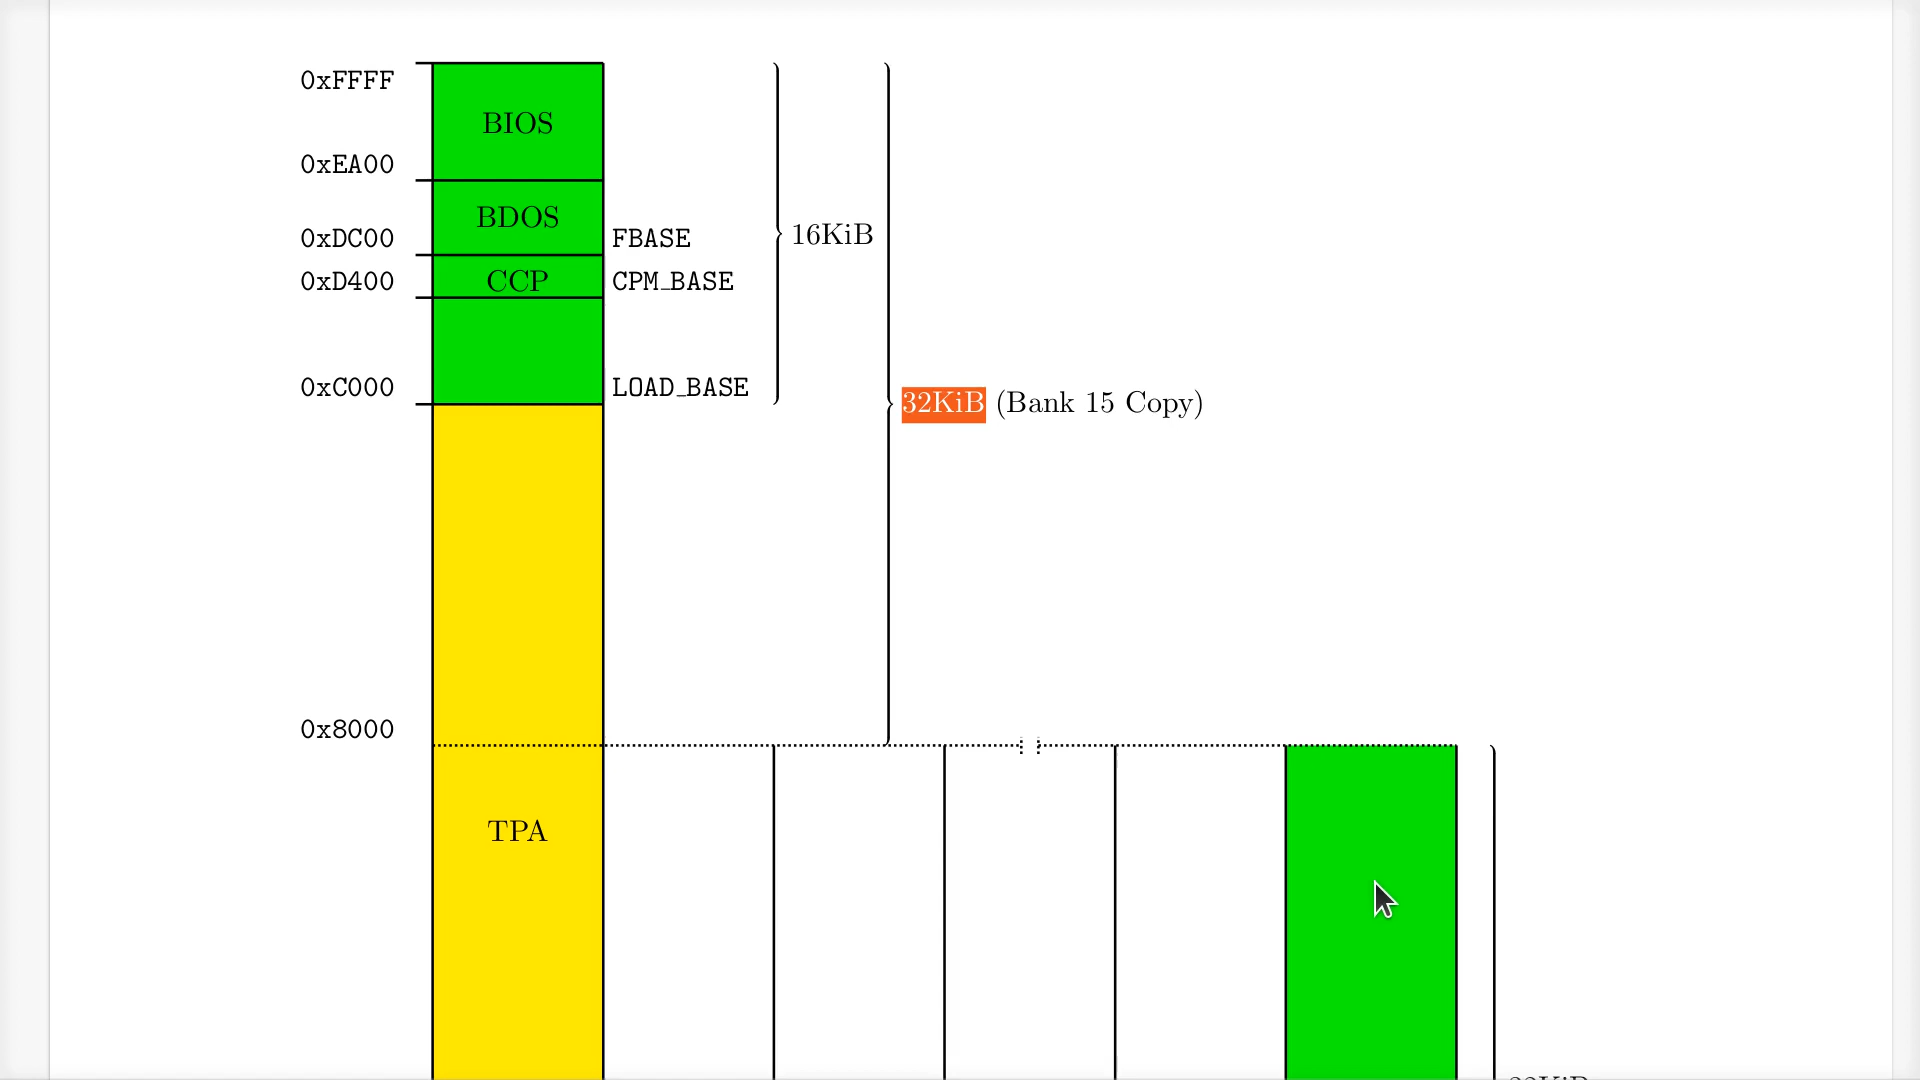 0xFFFF
BIOS
0xEA00
BDOS
0xDC00 FBASE 16KiB
0xD400 CCP CPM_BASE
0xC000 LOAD_BASE
32KiB (Bank 15 Copy)
0x8000
TPA